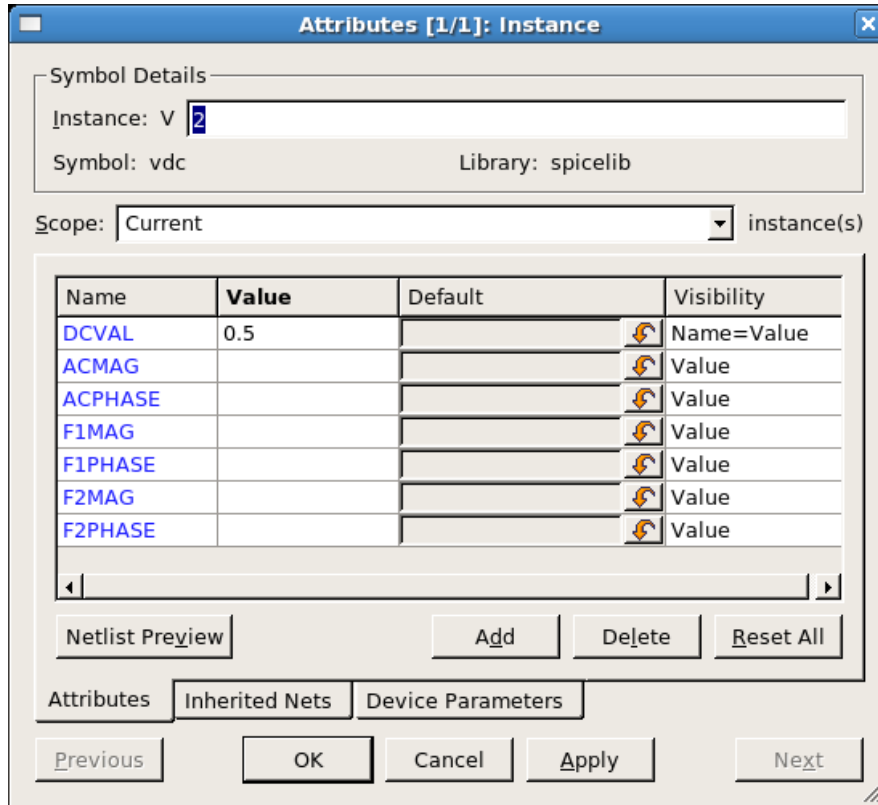 Attributes [1/1]: Instance
Symbol Details
Instance: V 2
Symbol: vdc Library: spicelib
Scope: Current instance(s)
Name Value Default Visibility
DCVAL 0.5 Name=Value
ACMAG Value
ACPHASE Value
F1MAG Value
F1PHASE Value
F2MAG Value
F2PHASE Value
Netlist Preview Add Delete Reset All
Attributes Inherited Nets Device Parameters
Previous OK Cancel Apply Next